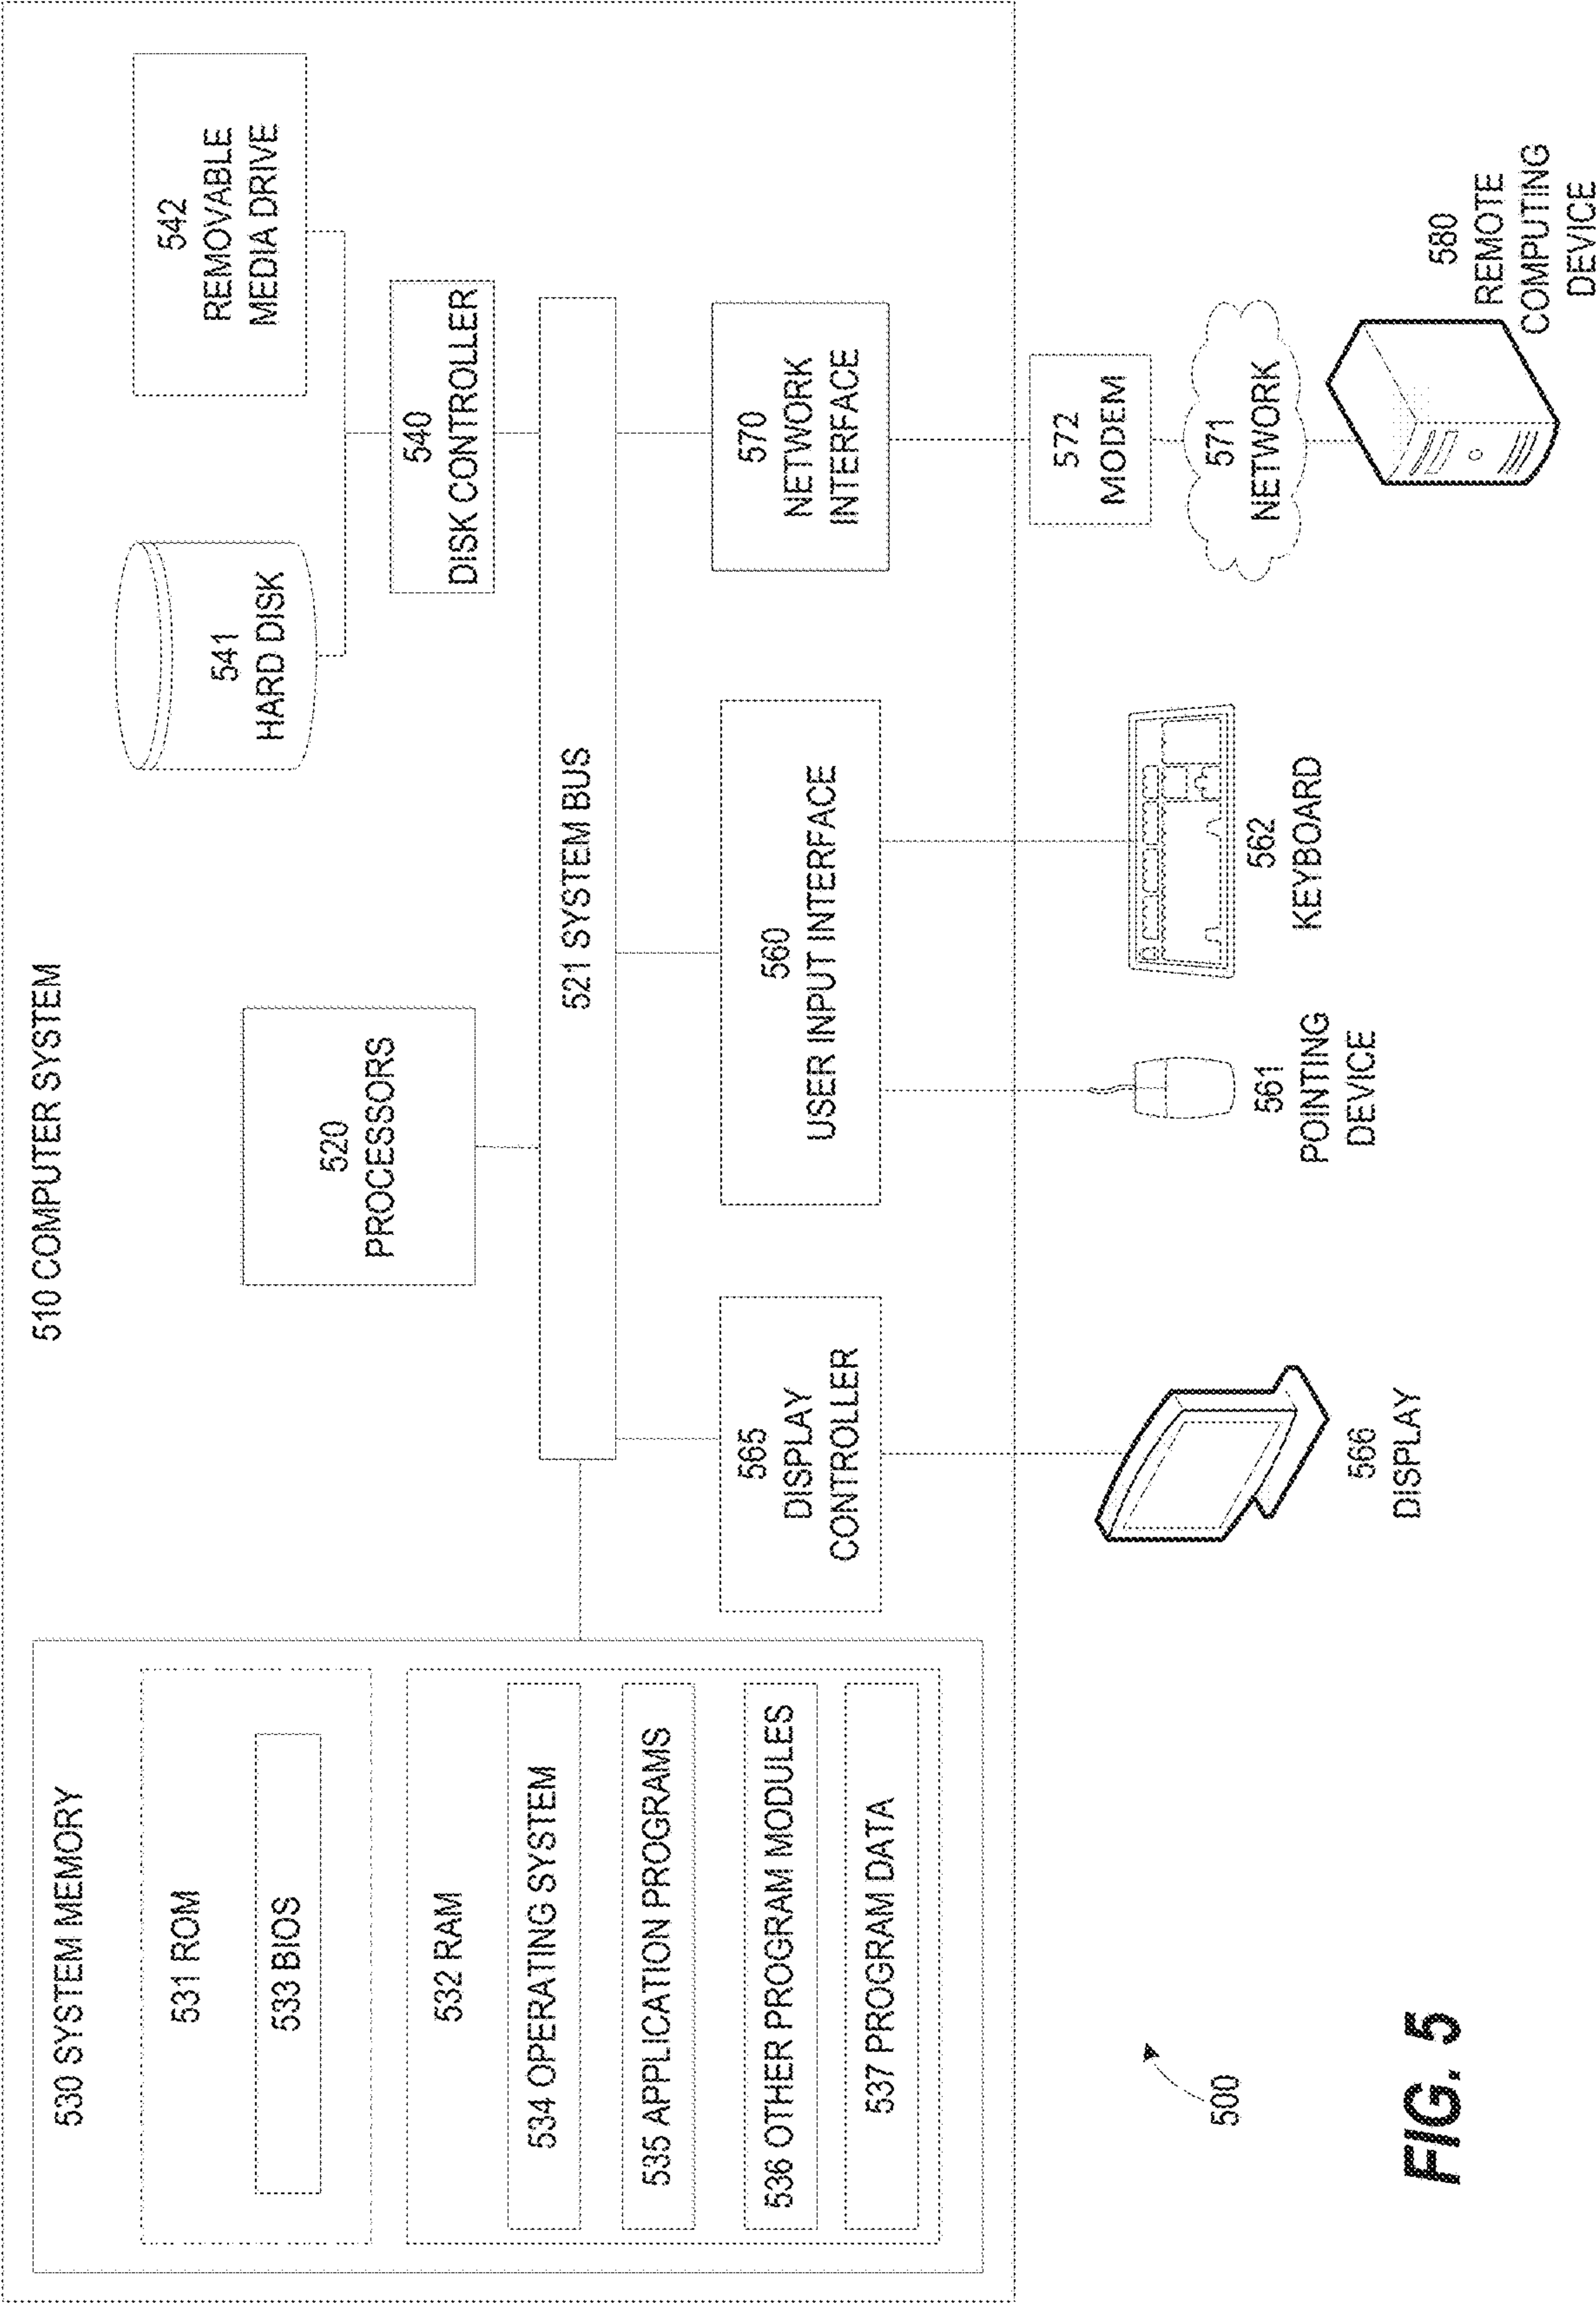 510 COMPUTER SYSTEM
530 SYSTEM MEMORY
531 ROM
533 BIOS
532 RAM
534 OPERATING SYSTEM
535 APPLICATION PROGRAMS
536 OTHER PROGRAM MODULES
537 PROGRAM DATA
520
PROCESSORS
541
HARD DISK
542
REMOVABLE
MEDIA DRIVE
540
DISK CONTROLLER
521 SYSTEM BUS
565
DISPLAY
CONTROLLER
560
USER INPUT INTERFACE
570
NETWORK
INTERFACE
572
MODEM
571
NETWORK
580
REMOTE
COMPUTING
DEVICE
566
DISPLAY
561
POINTING
DEVICE
562
KEYBOARD
500
FIG. 5